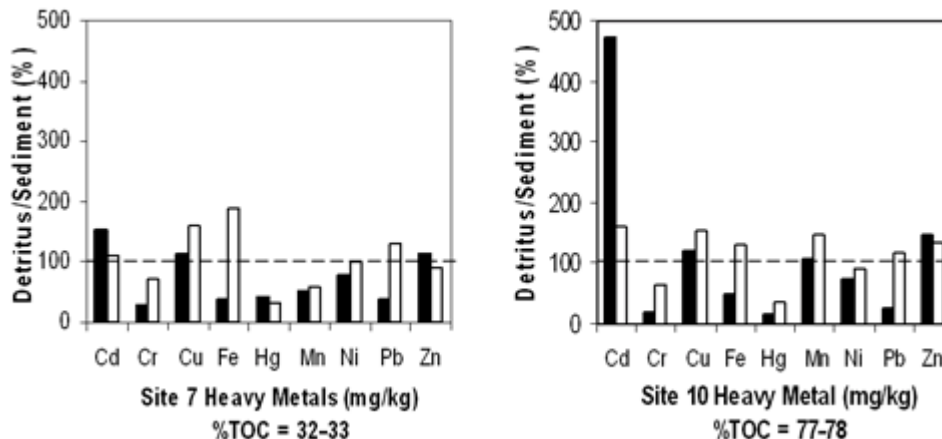 500
400
300
200
100
0
Detritus/Sediment (%)
Cd Cr Cu Fe Hg Mn Ni Pb Zn
Site 7 Heavy Metals (mg/kg)
%TOC = 32–33
500
400
300
200
100
0
Detritus/Sediment (%)
Cd Cr Cu Fe Hg Mn Ni Pb Zn
Site 10 Heavy Metal (mg/kg)
%TOC = 77–78